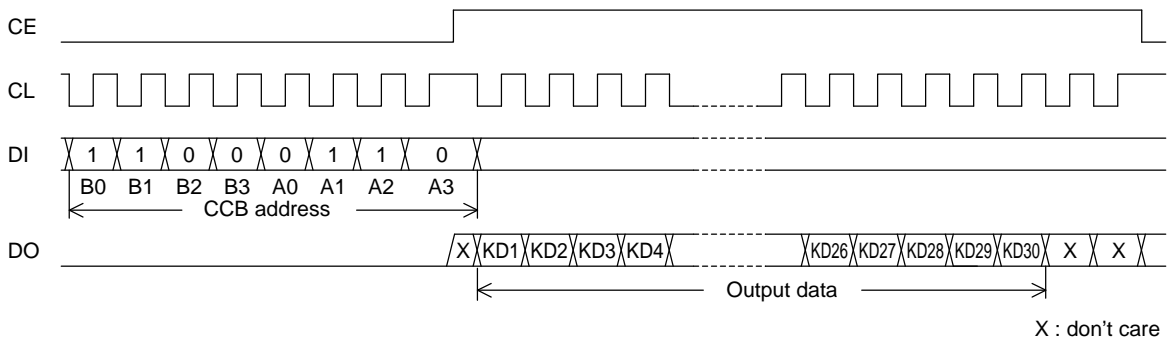 CE
CL
DI 1 1 0 0 0 1 1 0
B0 B1 B2 B3 A0 A1 A2 A3
CCB address
DO X KD1 KD2 KD3 KD4 KD26 KD27 KD28 KD29 KD30 X X
Output data
X : don't care